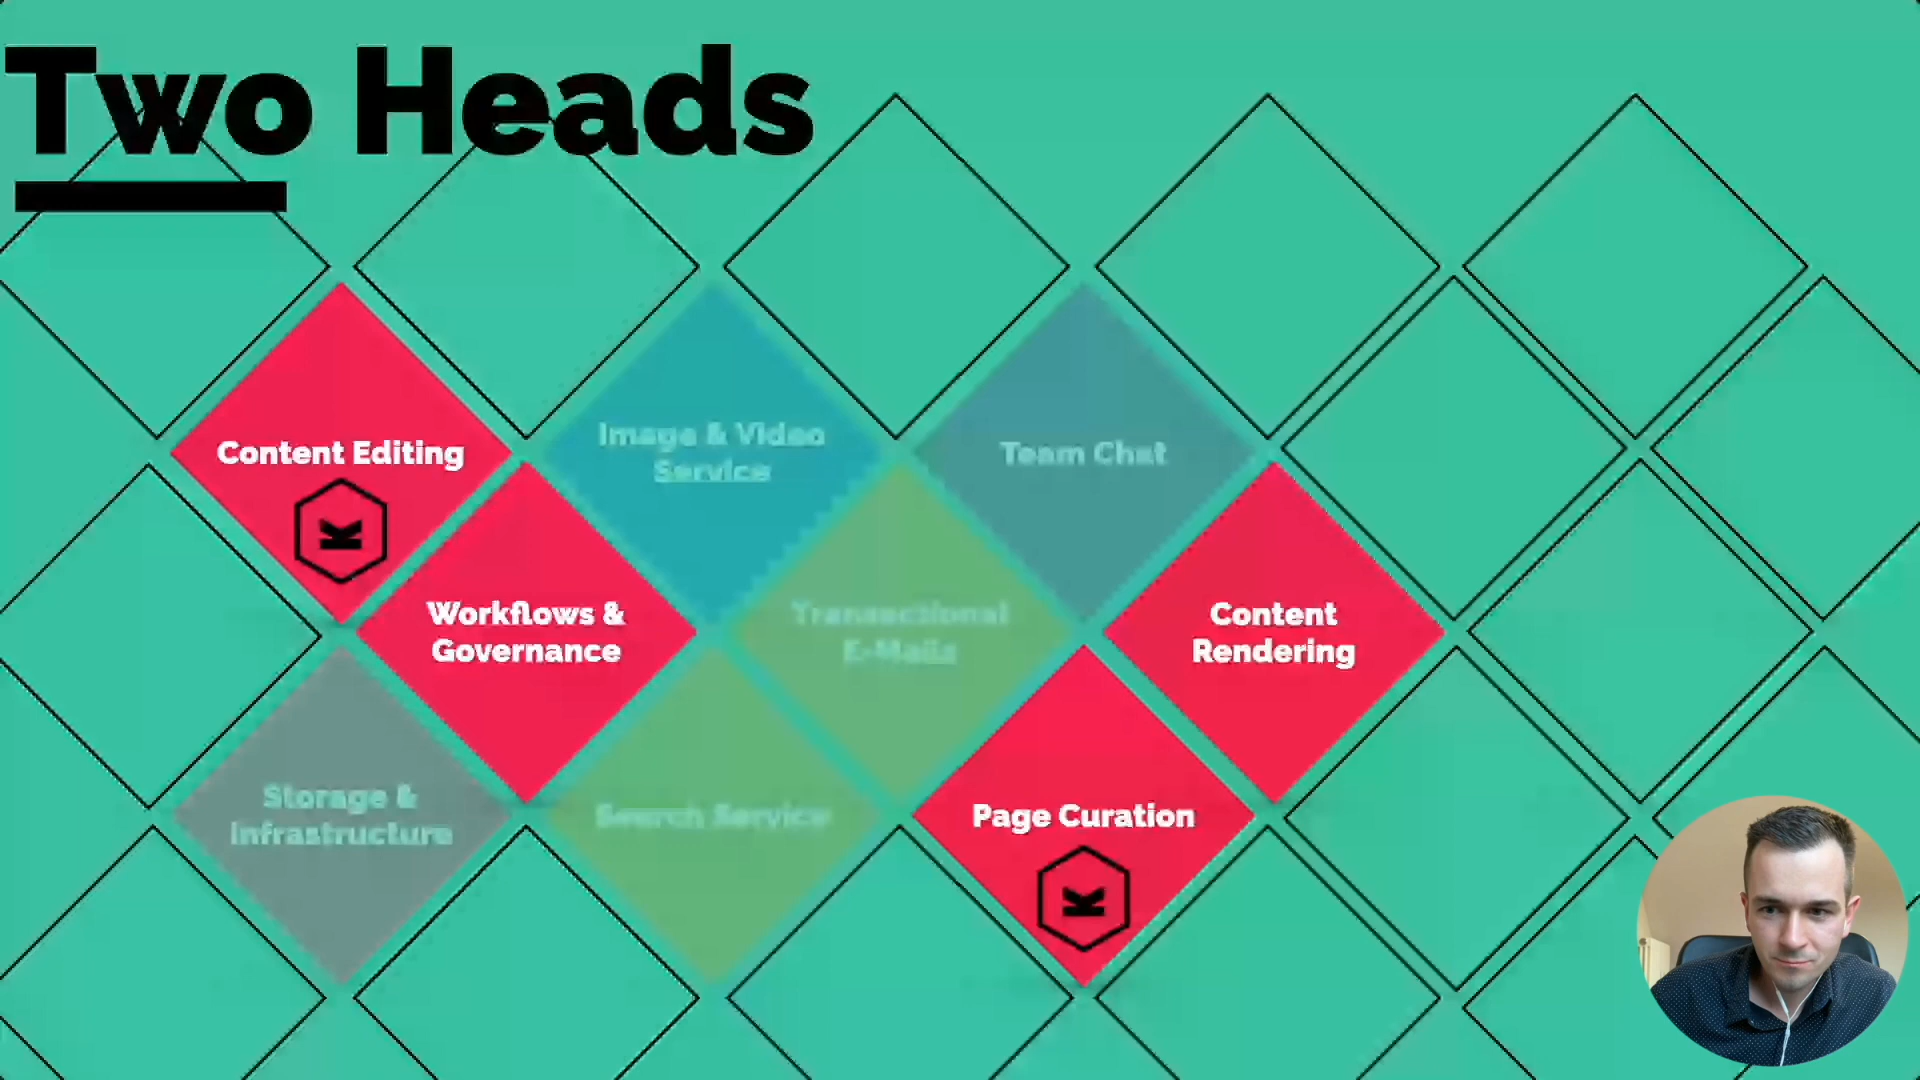 Two Heads
Content Editing
Image & Video
Service
Team Chat
Workflows &
Governance
Transactional
E-Mails
Content
Rendering
Storage &
Infrastructure
Search Service
Page Curation